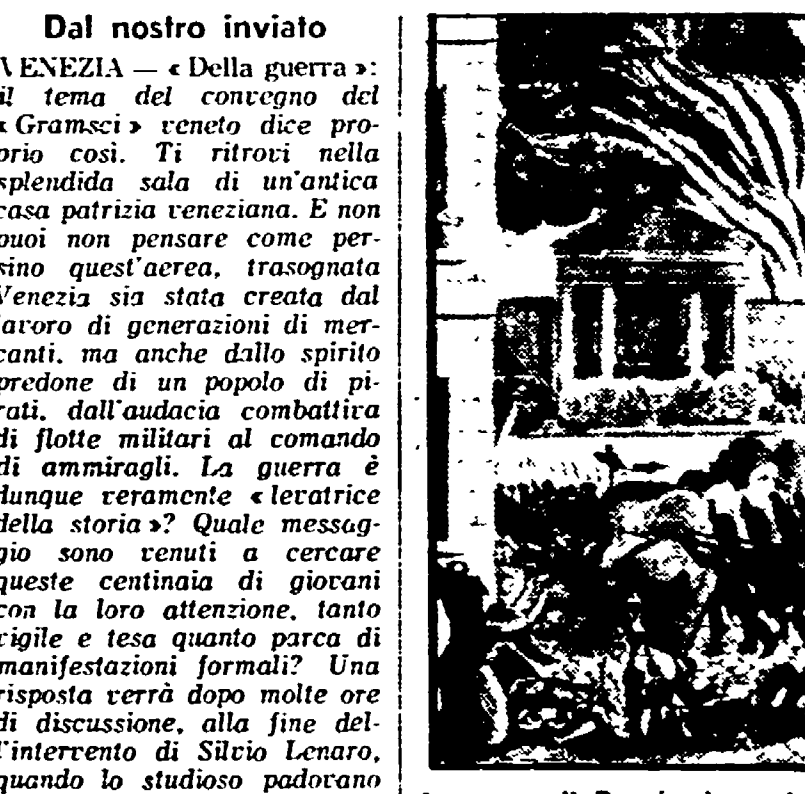 Dal nostro inviato
VENEZIA — « Della guerra »:
il tema del convegno del
« Gramsci » veneto dice pro-
prio così. Ti ritrovi nella
splendida sala di un'antica
casa patrizia veneziana. E non
puoi non pensare come per-
sino quest'aerea, trasognata
Venezia sia stata creata dal
lavoro di generazioni di mer-
canti, ma anche dallo spirito
predone di un popolo di pi-
rati, dall'audacia combattiva
di flotte militari al comando
di ammiragli. La guerra è
dunque veramente « levatrice
della storia »? Quale messag-
gio sono venuti a cercare
queste centinaia di giovani
con la loro attenzione, tanto
vigile e tesa quanto parca di
manifestazioni formali? Una
risposta verrà dopo molte ore
di discussione, alla fine del-
l'intervento di Silvio Lenaro,
quando lo studioso padovano